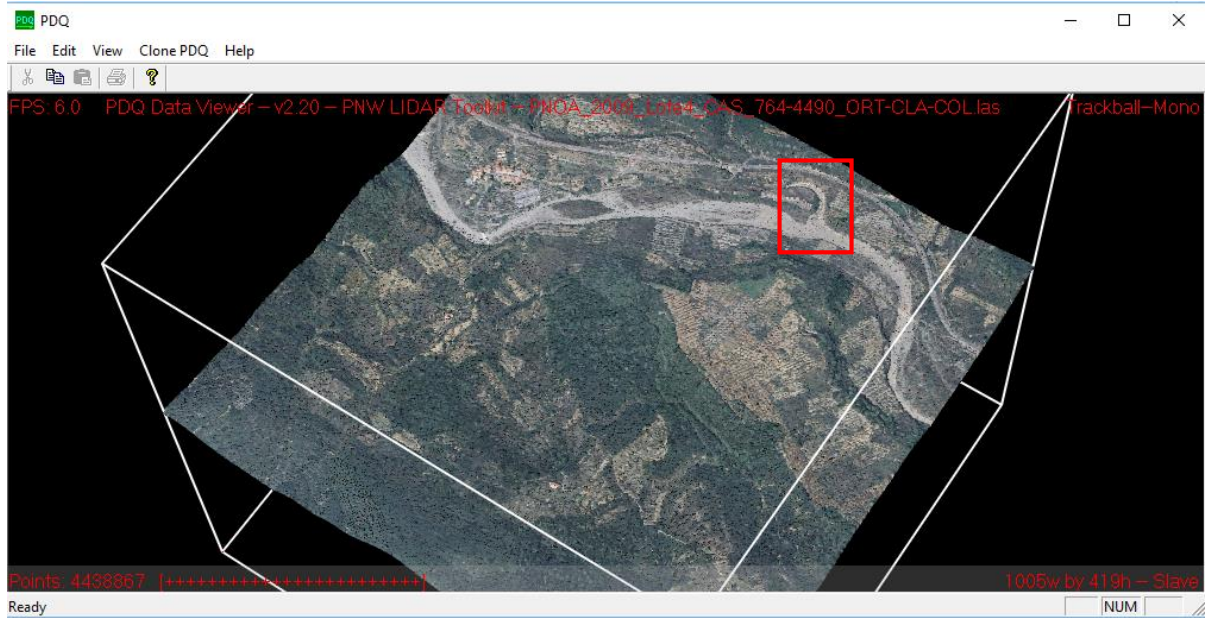 PDQ
File Edit View Clone PDQ Help
FPS: 6.0 PDQ Data Viewer – v2.20 – PNW LIDAR Toolkit – PNOA_2009_Lote4_CAS_764-4490_ORT-CLA-COL.las Trackball–Mono
Points: 4438867 [++++++++++++++++++++++++] 1005w by 419h – Slave
Ready NUM